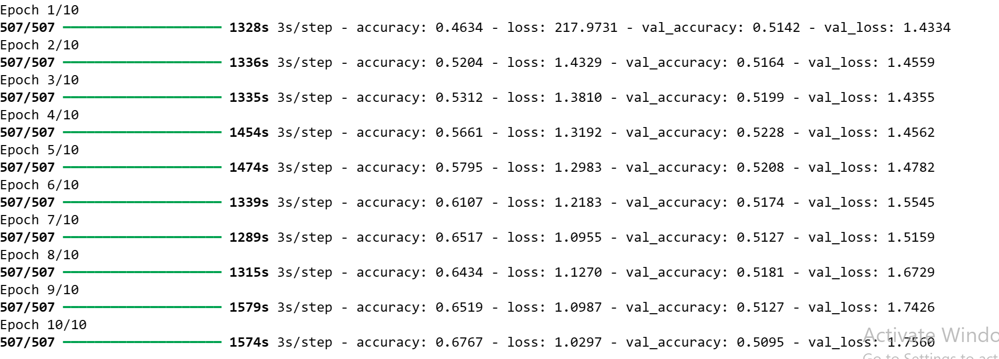 Epoch 1/10
507/507 ━━━━━━━━━━━━━━━━━━━━ 1328s 3s/step - accuracy: 0.4634 - loss: 217.9731 - val_accuracy: 0.5142 - val_loss: 1.4334
Epoch 2/10
507/507 ━━━━━━━━━━━━━━━━━━━━ 1336s 3s/step - accuracy: 0.5204 - loss: 1.4329 - val_accuracy: 0.5164 - val_loss: 1.4559
Epoch 3/10
507/507 ━━━━━━━━━━━━━━━━━━━━ 1335s 3s/step - accuracy: 0.5312 - loss: 1.3810 - val_accuracy: 0.5199 - val_loss: 1.4355
Epoch 4/10
507/507 ━━━━━━━━━━━━━━━━━━━━ 1454s 3s/step - accuracy: 0.5661 - loss: 1.3192 - val_accuracy: 0.5228 - val_loss: 1.4562
Epoch 5/10
507/507 ━━━━━━━━━━━━━━━━━━━━ 1474s 3s/step - accuracy: 0.5795 - loss: 1.2983 - val_accuracy: 0.5208 - val_loss: 1.4782
Epoch 6/10
507/507 ━━━━━━━━━━━━━━━━━━━━ 1339s 3s/step - accuracy: 0.6107 - loss: 1.2183 - val_accuracy: 0.5174 - val_loss: 1.5545
Epoch 7/10
507/507 ━━━━━━━━━━━━━━━━━━━━ 1289s 3s/step - accuracy: 0.6517 - loss: 1.0955 - val_accuracy: 0.5127 - val_loss: 1.5159
Epoch 8/10
507/507 ━━━━━━━━━━━━━━━━━━━━ 1315s 3s/step - accuracy: 0.6434 - loss: 1.1270 - val_accuracy: 0.5181 - val_loss: 1.6729
Epoch 9/10
507/507 ━━━━━━━━━━━━━━━━━━━━ 1579s 3s/step - accuracy: 0.6519 - loss: 1.0987 - val_accuracy: 0.5127 - val_loss: 1.7426
Epoch 10/10
507/507 ━━━━━━━━━━━━━━━━━━━━ 1574s 3s/step - accuracy: 0.6767 - loss: 1.0297 - val_accuracy: 0.5095 - val_loss: 1.7560
Activate Windo
Go to Settings to act